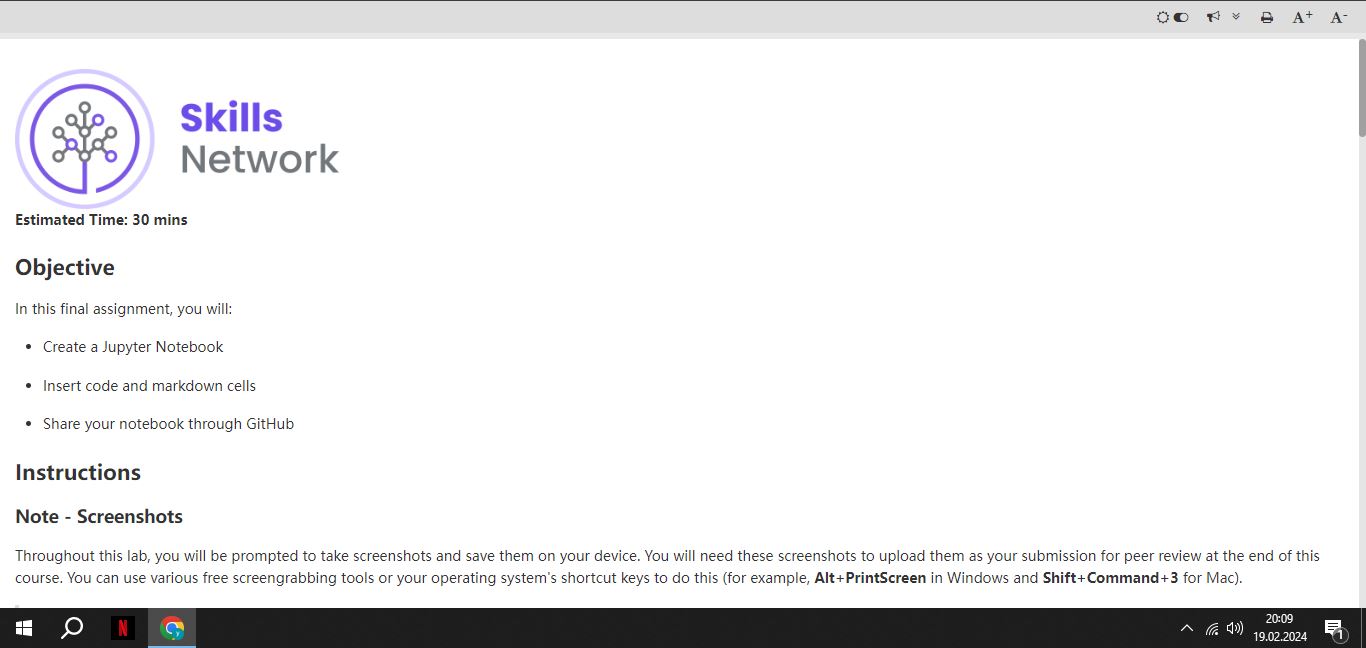 A+ A-
Skills
Network
Estimated Time: 30 mins
Objective
In this final assignment, you will:
• Create a Jupyter Notebook
• Insert code and markdown cells
• Share your notebook through GitHub
Instructions
Note - Screenshots
Throughout this lab, you will be prompted to take screenshots and save them on your device. You will need these screenshots to upload them as your submission for peer review at the end of this
course. You can use various free screengrabbing tools or your operating system's shortcut keys to do this (for example, Alt+PrintScreen in Windows and Shift+Command+3 for Mac).
N
y
20:09
19.02.2024
1